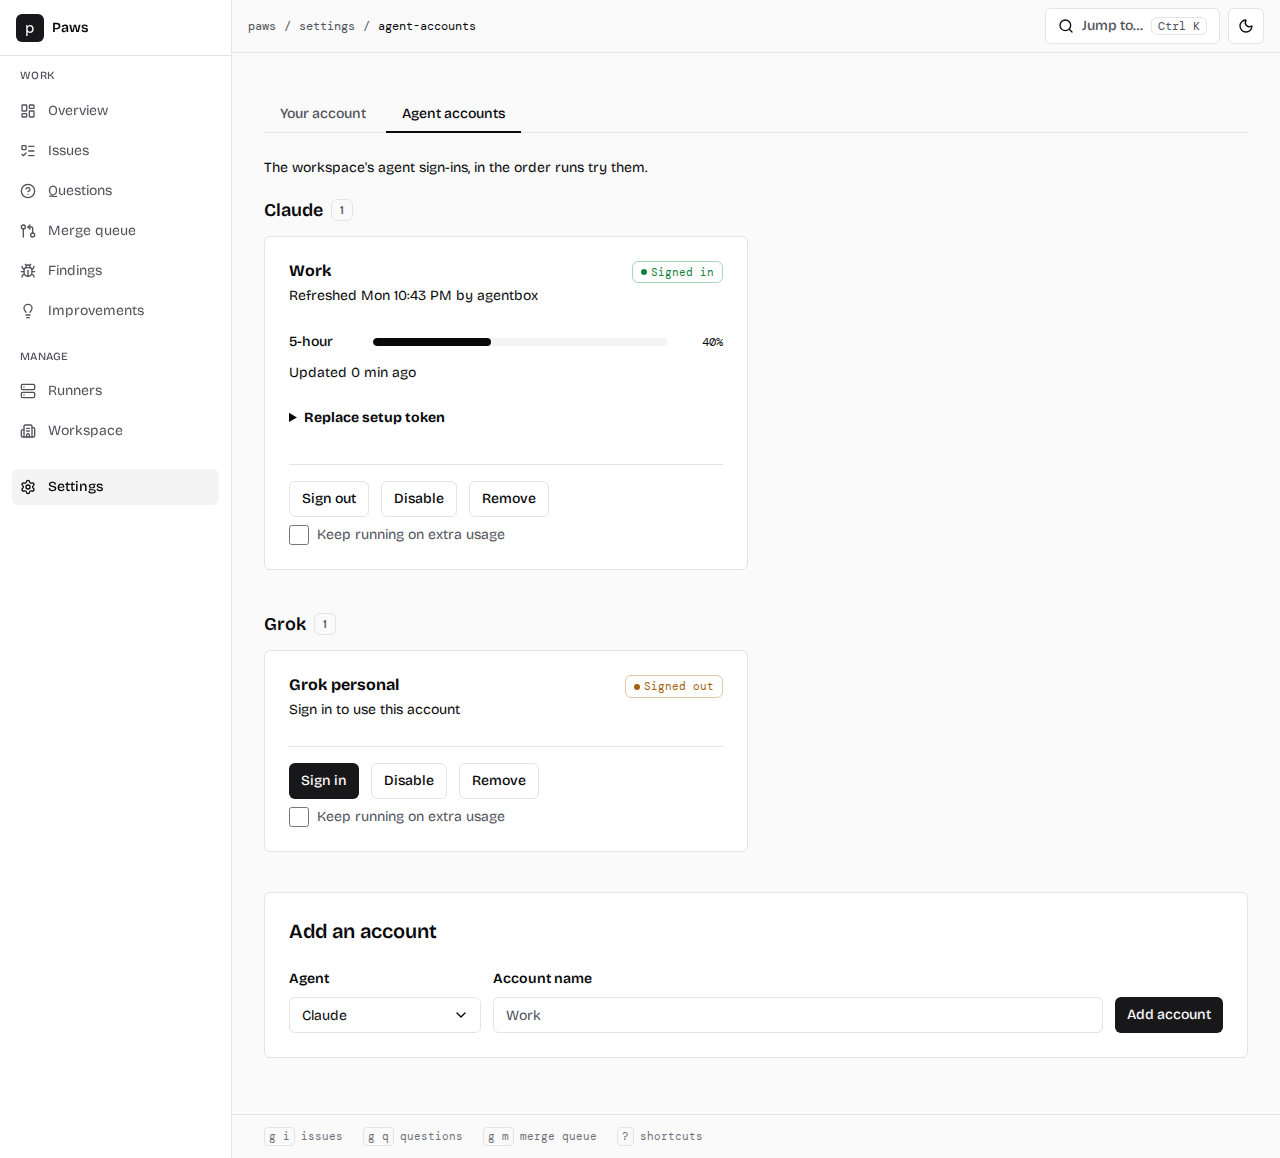 p Paws
paws / settings / agent-accounts
Jump to... Ctrl K
WORK
Overview
Issues
Questions
Merge queue
Findings
Improvements
MANAGE
Runners
Workspace
Settings
Your account Agent accounts
The workspace's agent sign-ins, in the order runs try them.
Claude 1
Work Signed in
Refreshed Mon 10:43 PM by agentbox
5-hour 40%
Updated 0 min ago
Replace setup token
Sign out Disable Remove
Keep running on extra usage
Grok 1
Grok personal Signed out
Sign in to use this account
Sign in Disable Remove
Keep running on extra usage
Add an account
Agent Account name
Claude Work Add account
g i issues g q questions g m merge queue ? shortcuts